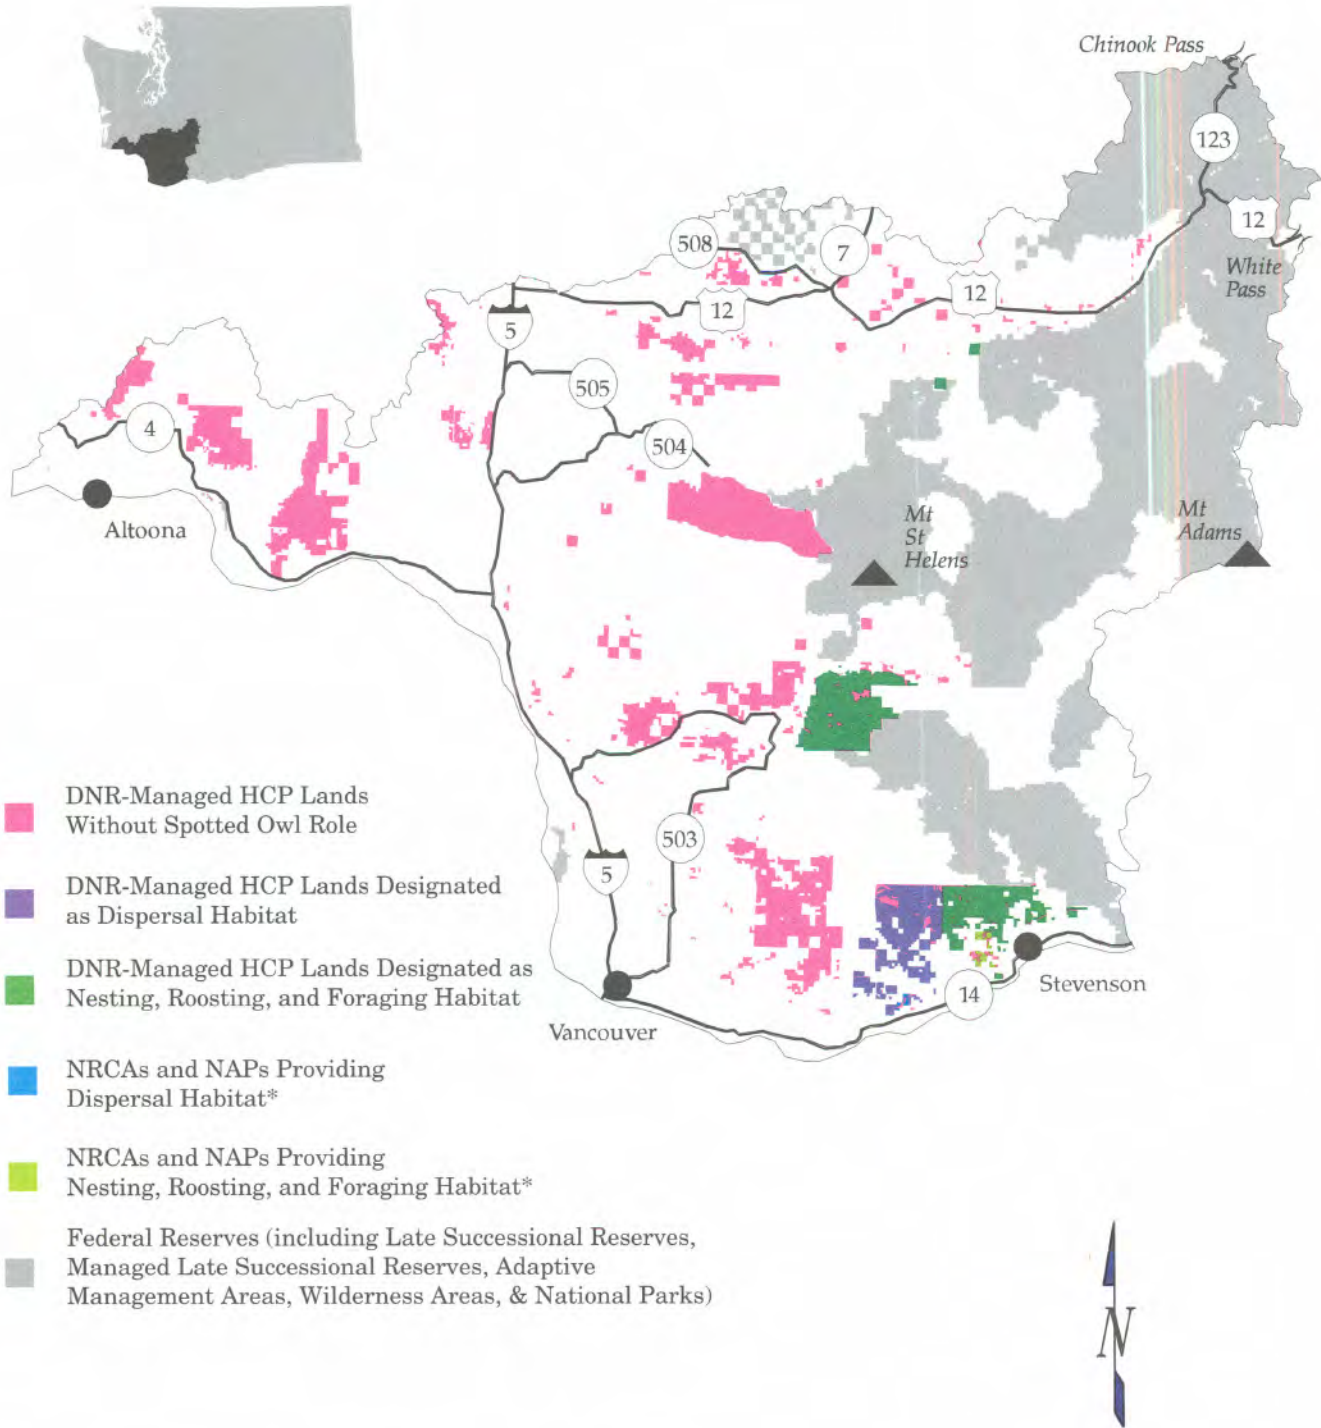 Chinook Pass
123
12
White
Pass
508
7
12
12
5
505
504
4
Altoona
Mt
St
Helens
Mt
Adams
DNR-Managed HCP Lands
Without Spotted Owl Role
503
5
DNR-Managed HCP Lands Designated
as Dispersal Habitat
DNR-Managed HCP Lands Designated as
Nesting, Roosting, and Foraging Habitat
14
Stevenson
Vancouver
NRCAs and NAPs Providing
Dispersal Habitat*
NRCAs and NAPs Providing
Nesting, Roosting, and Foraging Habitat*
Federal Reserves (including Late Successional Reserves,
Managed Late Successional Reserves, Adaptive
Management Areas, Wilderness Areas, & National Parks)
N